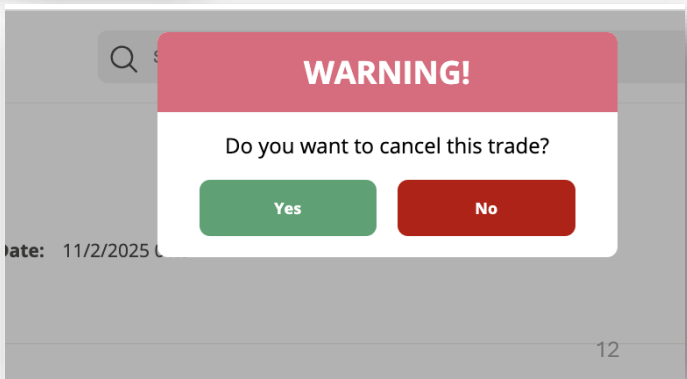 WARNING!
Do you want to cancel this trade?
Yes
No
Date: 11/2/2025
12